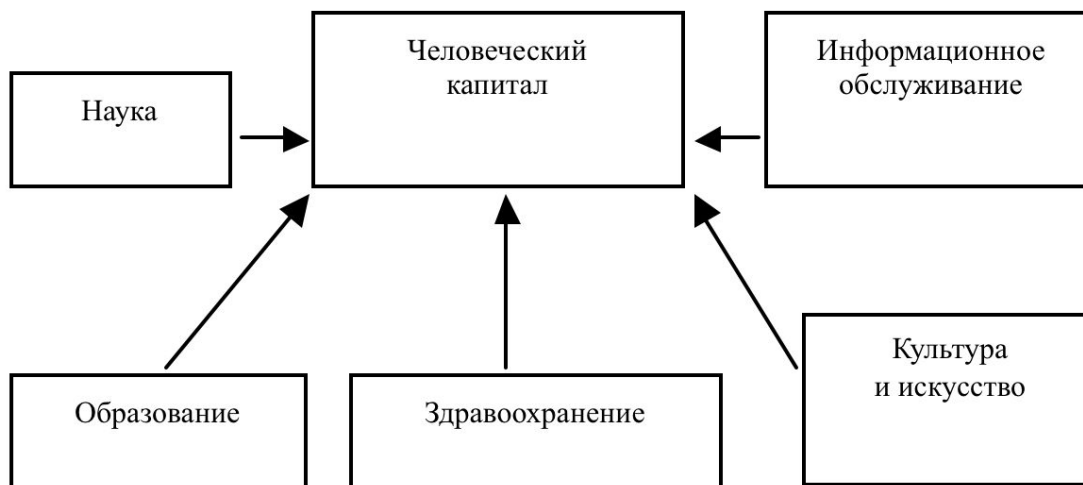 Человеческий
капитал
Информационное
обслуживание
Наука
Культура
и искусство
Образование
Здравоохранение